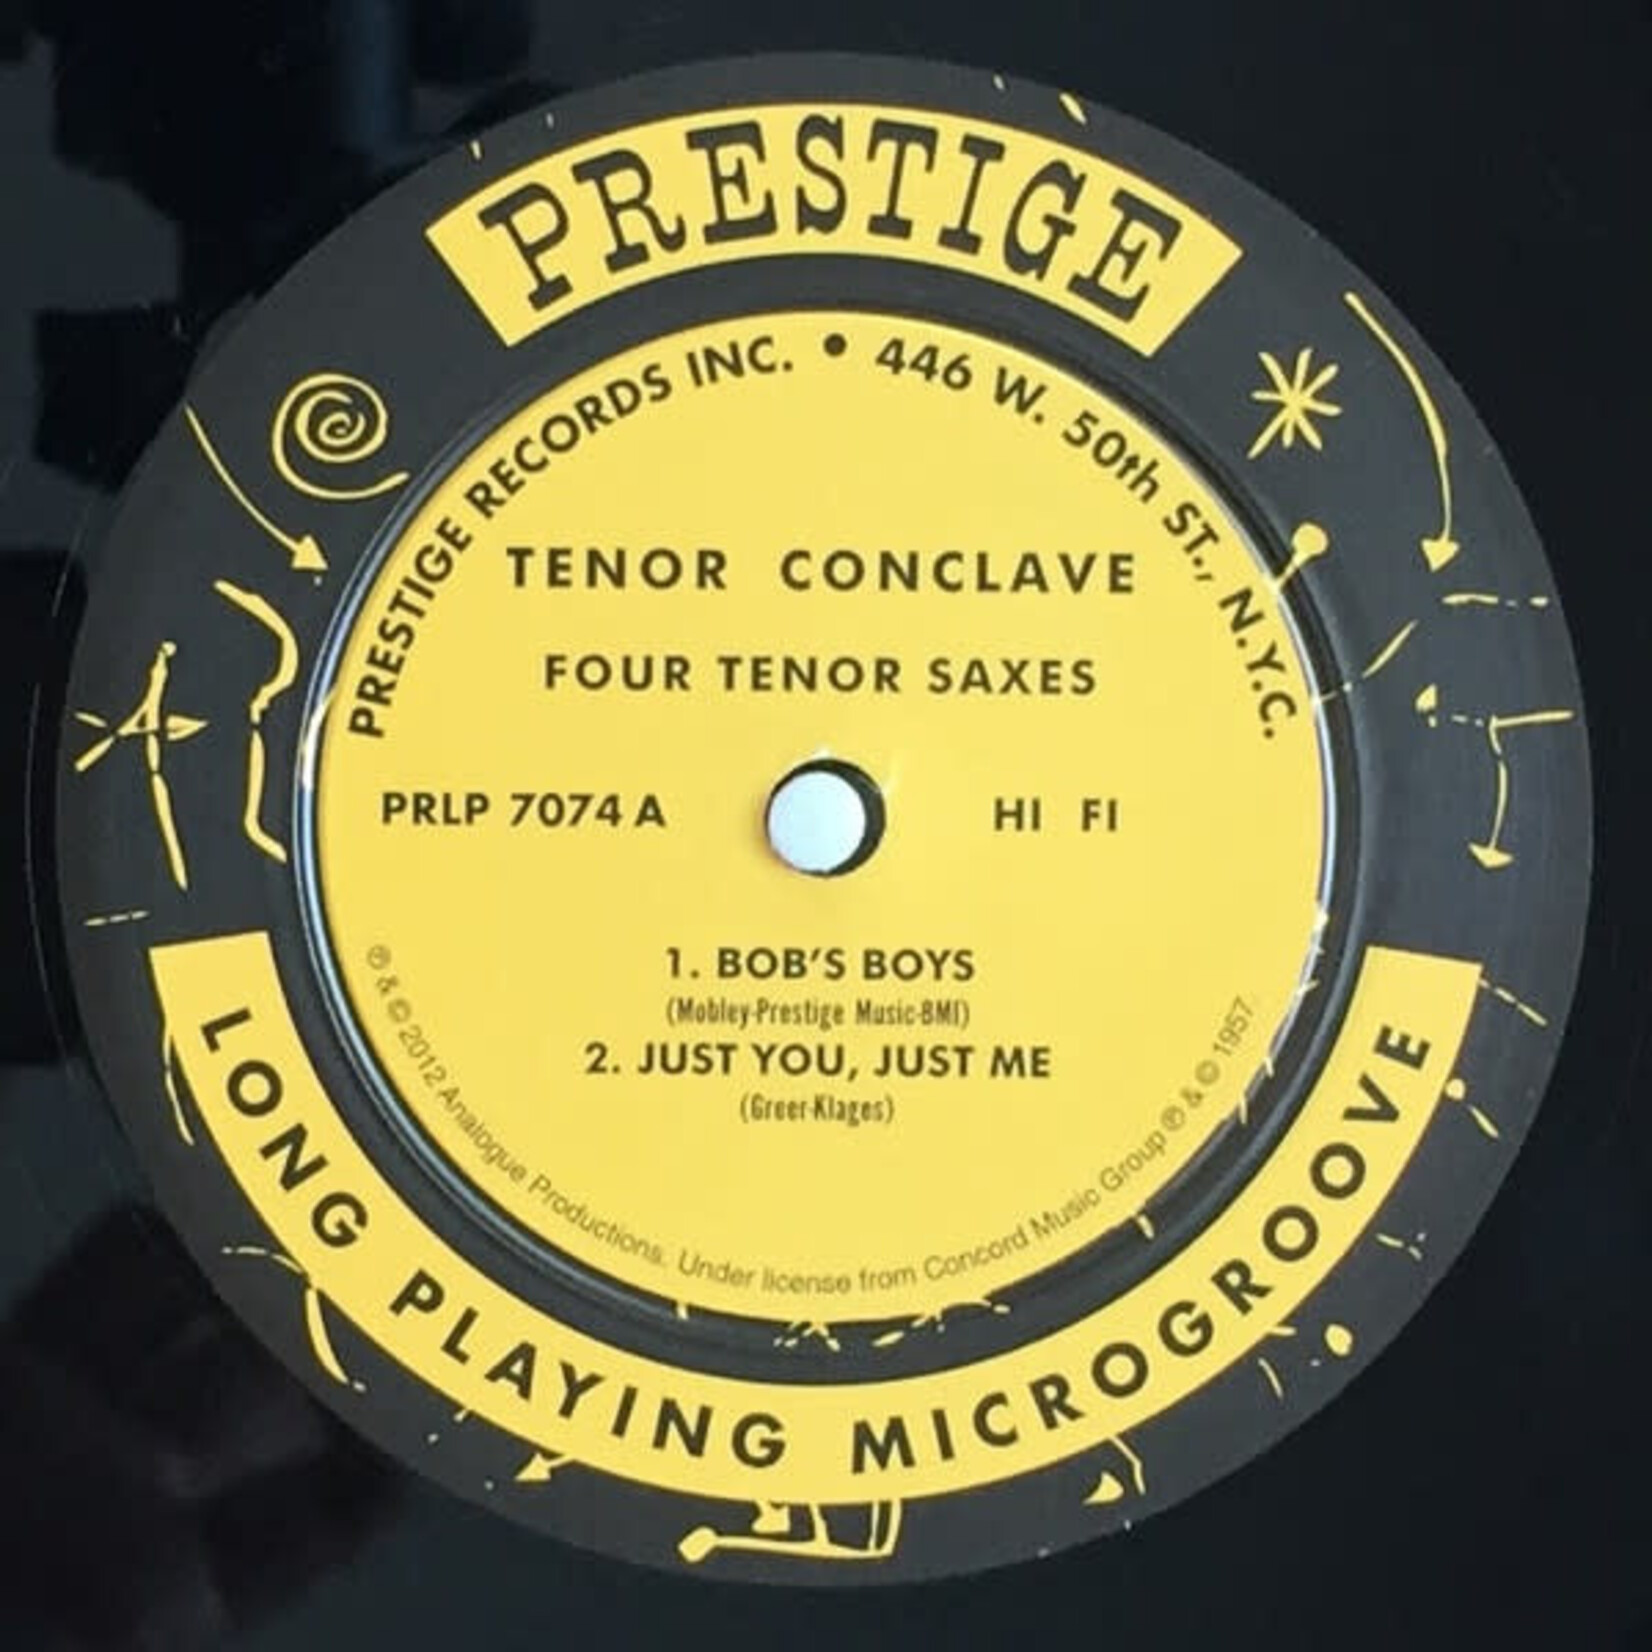 PRESTIGE
PRESTIGE RECORDS INC. • 446 W. 50th ST., N.Y.C.
TENOR CONCLAVE
FOUR TENOR SAXES
PRLP 7074 A
HI FI
1. BOB'S BOYS
(Mobley-Prestige Music-BMI)
2. JUST YOU, JUST ME
(Greer-Klages)
℗ & © 2012 Analogue Productions. Under license from Concord Music Group ℗ & © 1957
LONG PLAYING MICROGROOVE